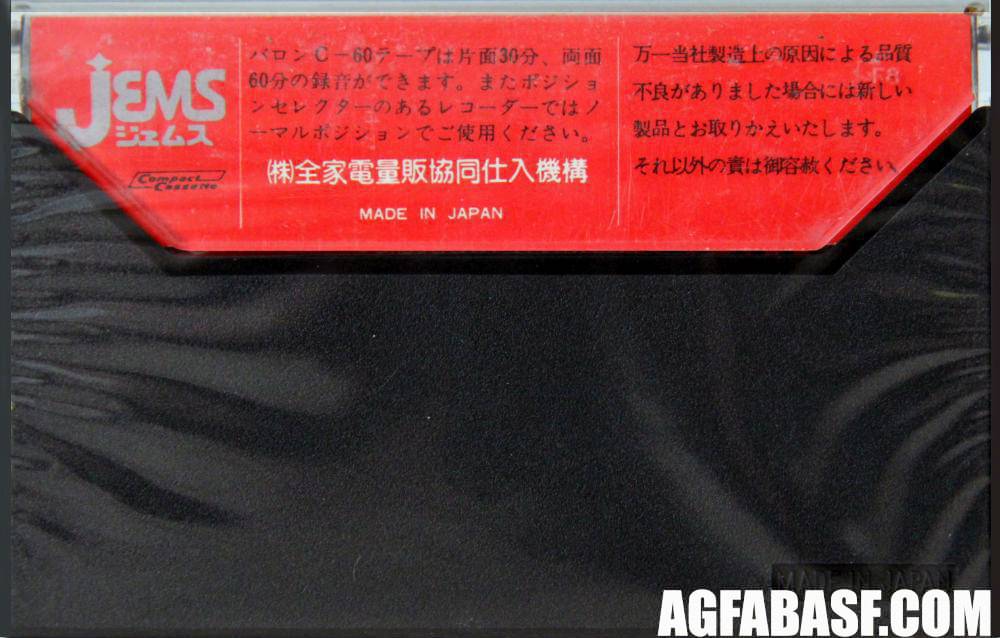 JEMS
ジェムス
Compact
Cassette
バロンC-60テープは片面30分、両面
60分の録音ができます。またポジショ
ンセレクターのあるレコーダーではノ
ーマルポジションでご使用ください。
(株)全家電量販協同仕入機構
MADE IN JAPAN
万一当社製造上の原因による品質
不良がありました場合には新しい
製品とお取りかえいたします。
それ以外の責は御容赦ください
MADE IN JAPAN
AGFABASF.COM